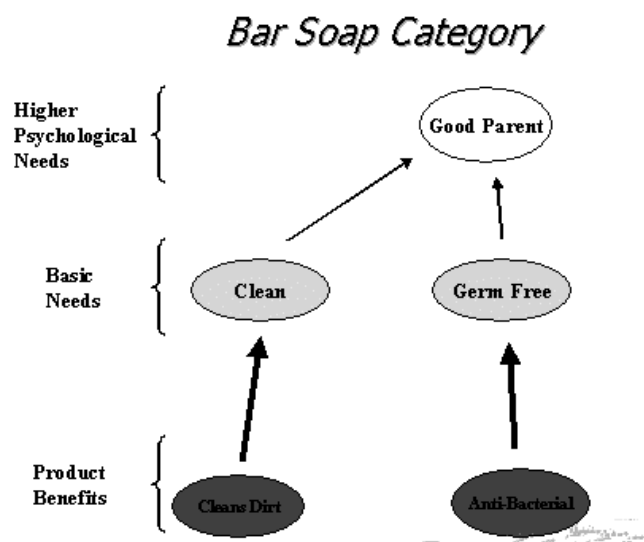 Bar Soap Category
Higher
Psychological
Needs
Good Parent
Basic
Needs
Clean
Germ Free
Product
Benefits
Cleans Dirt
Anti-Bacterial